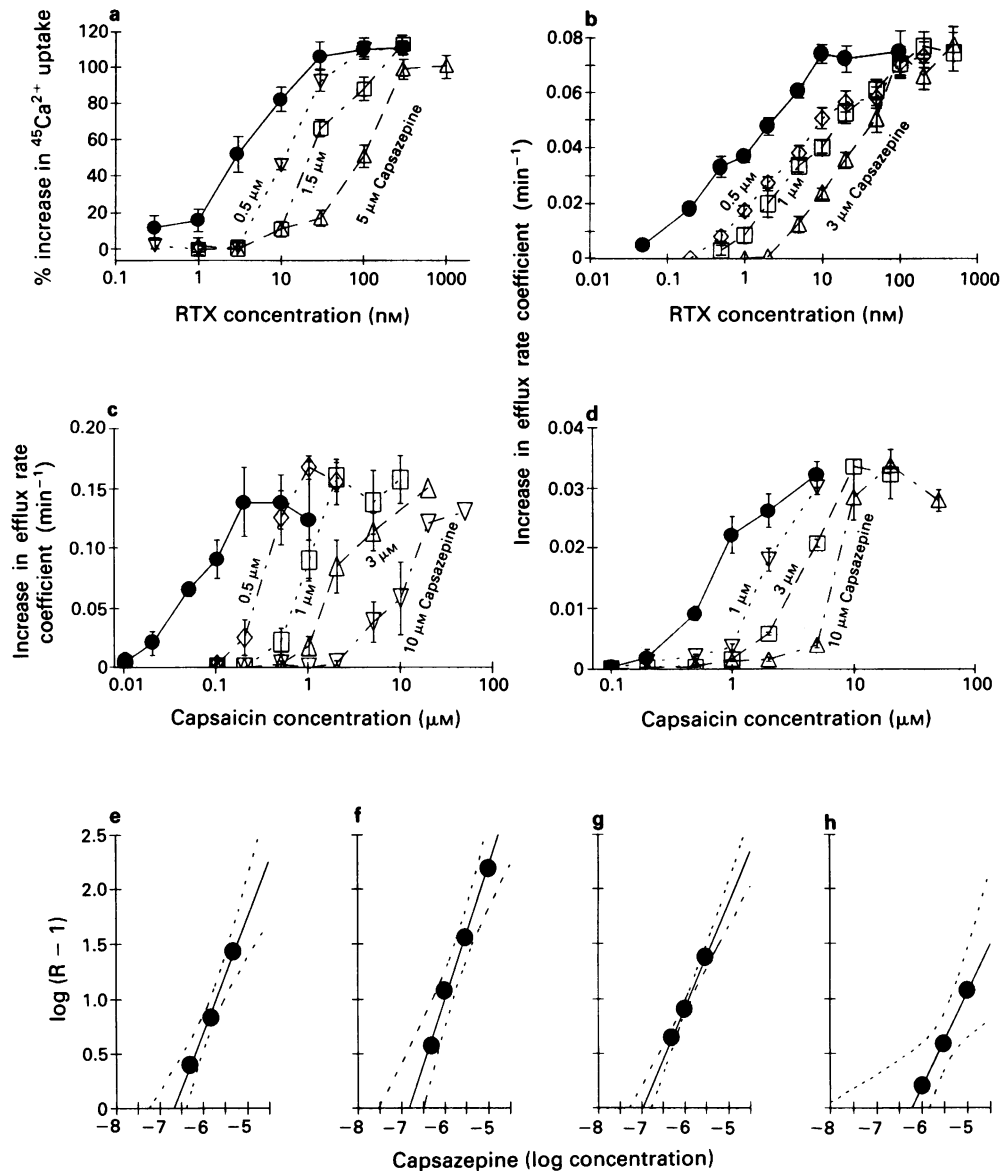 a
% increase in ⁴⁵Ca²⁺ uptake
120
100
80
60
40
20
0
0.5 μM
1.5 μM
5 μM Capsazepine
0.1
1
10
100
1000
RTX concentration (nM)
b
Increase in efflux rate coefficient (min⁻¹)
0.08
0.06
0.04
0.02
0
0.5 μM
1 μM
3 μM Capsazepine
0.01
0.1
1
10
100
1000
RTX concentration (nM)
c
Increase in efflux rate
coefficient (min⁻¹)
0.20
0.15
0.10
0.05
0
0.5 μM
1 μM
3 μM
10 μM Capsazepine
0.01
0.1
1
10
100
Capsaicin concentration (μM)
d
0.04
0.03
0.02
0.01
0
1 μM
3 μM
10 μM Capsazepine
0.1
1
10
100
Capsaicin concentration (μM)
e
log (R − 1)
2.5
2.0
1.5
1.0
0.5
0
−8
−7
−6
−5
f
−8
−7
−6
−5
g
−8
−7
−6
−5
h
−8
−7
−6
−5
Capsazepine (log concentration)